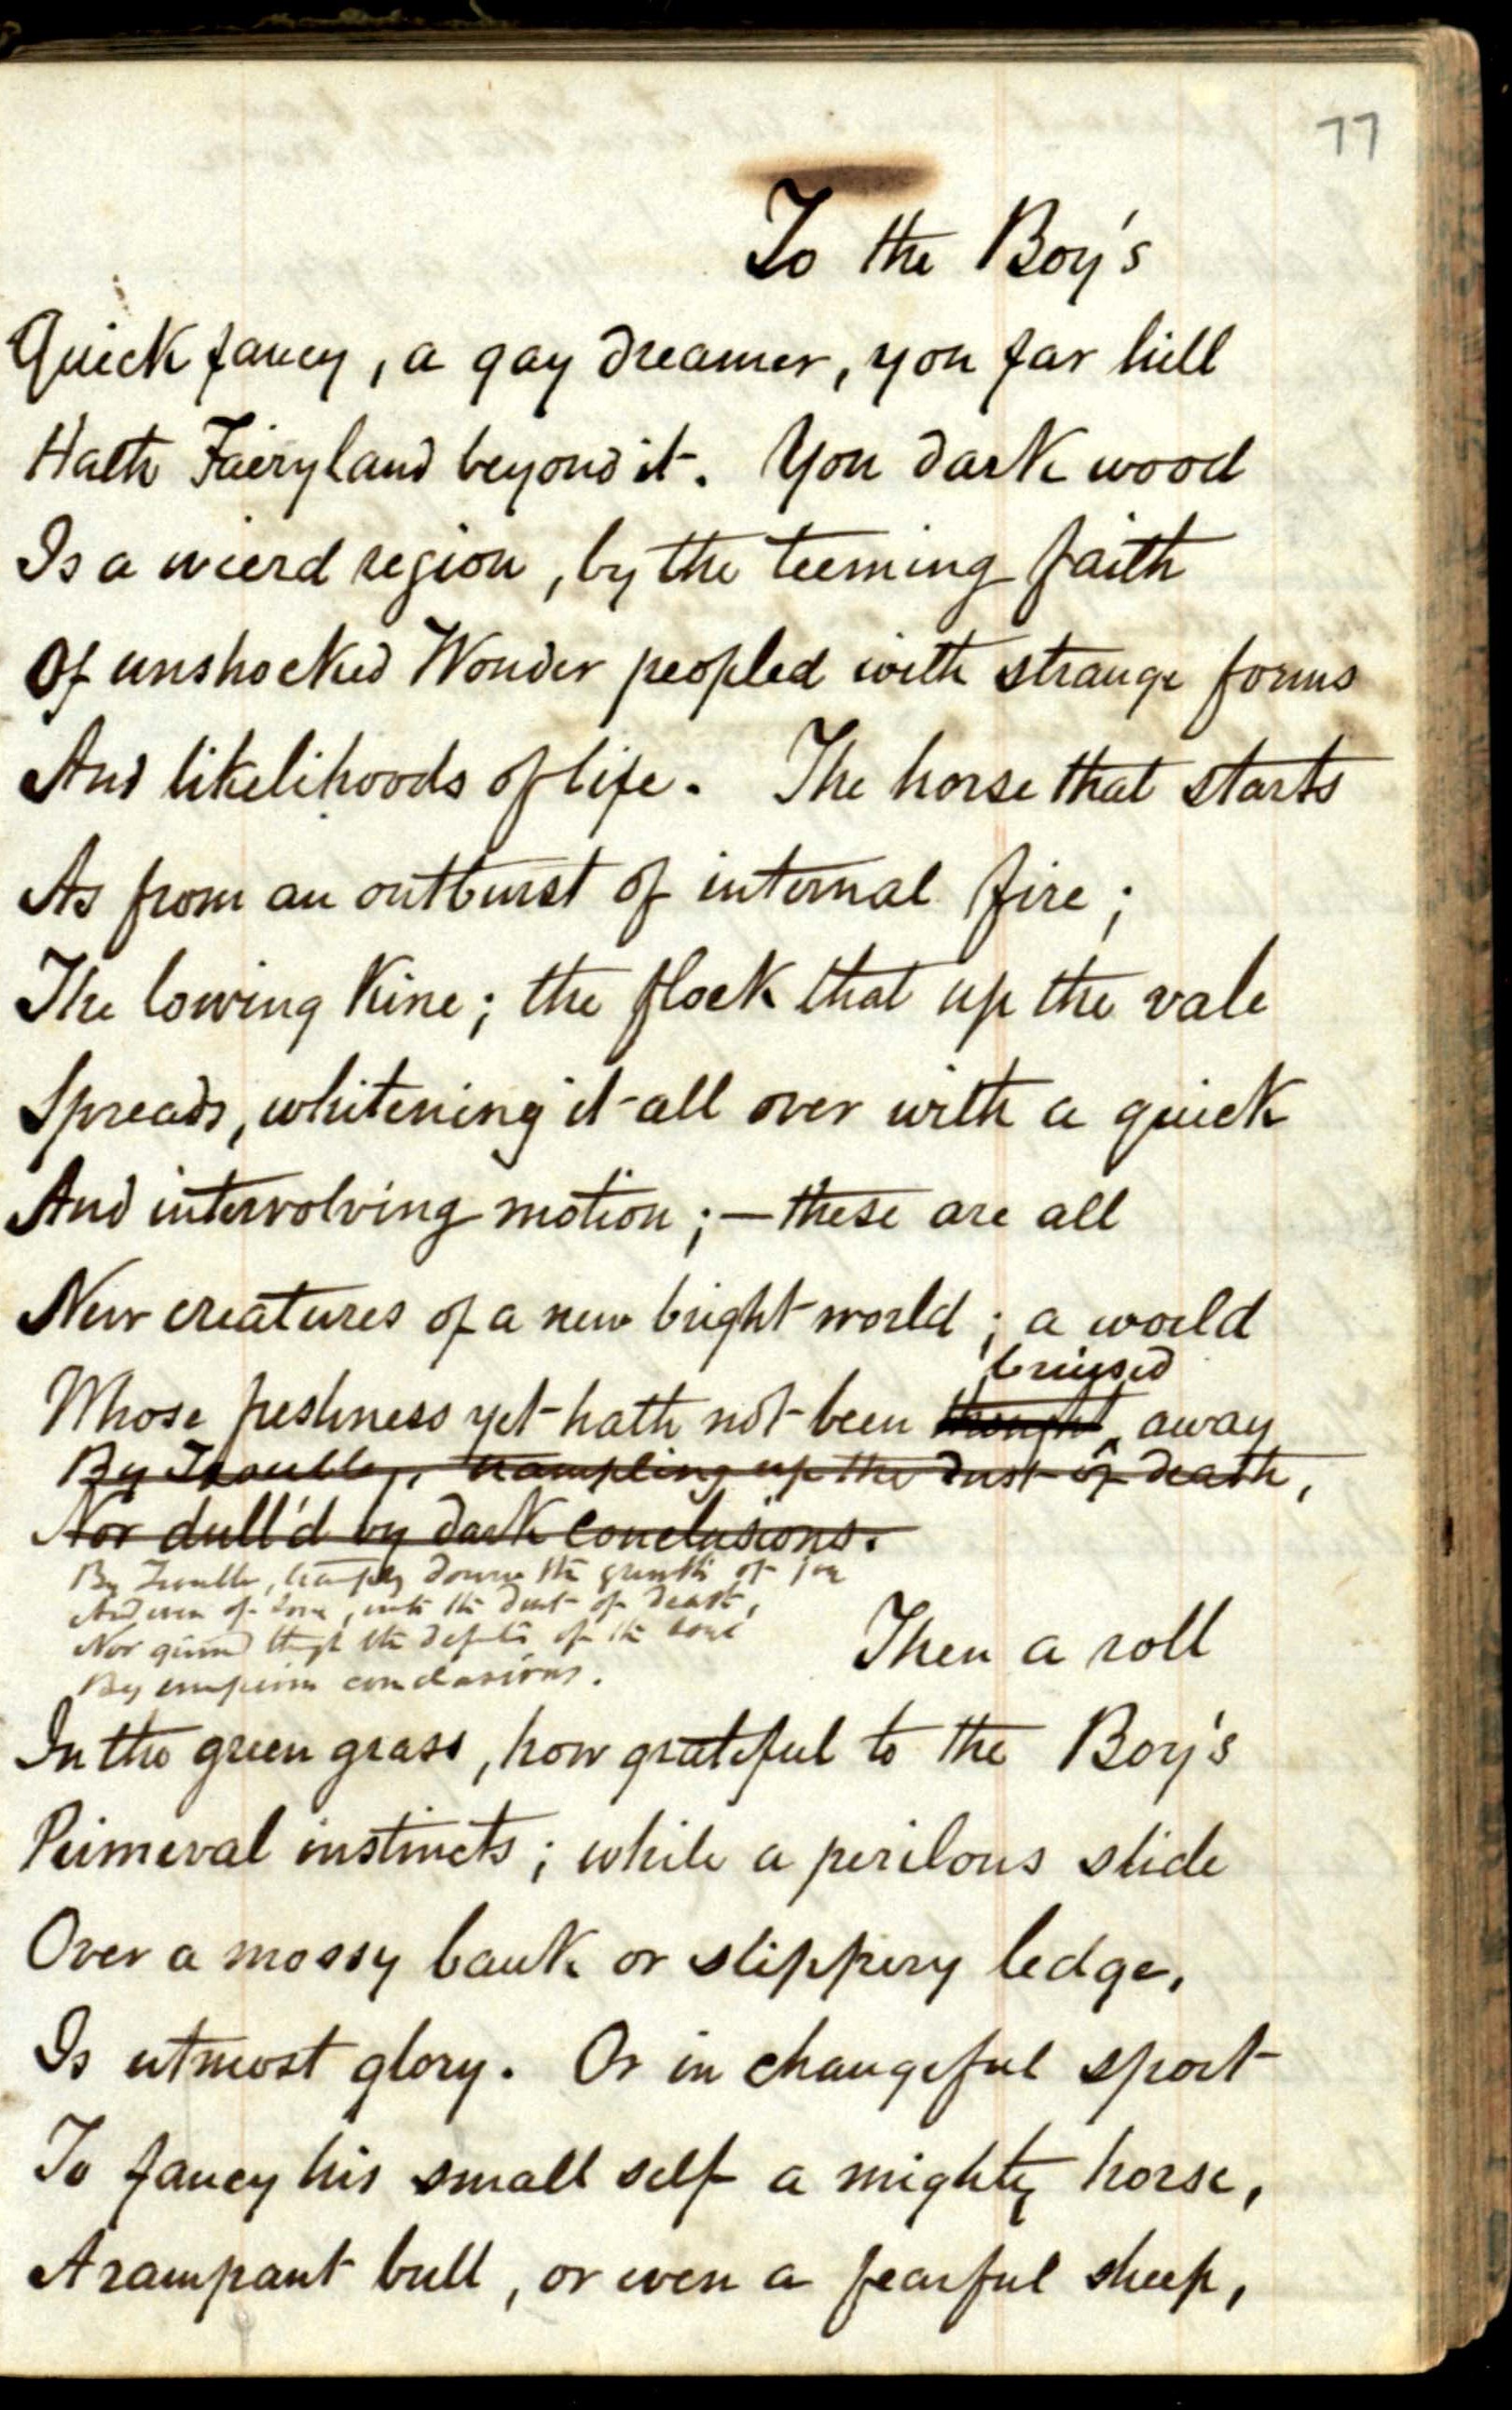 77
To the Boy's
Quick fancy, a gay dreamer, yon far hill
Hath Fairyland beyond it. Yon dark wood
Is a wierd region, by the teeming faith
Of unshocked Wonder peopled with strange forms
And likelihoods of life. The horse that starts
As from an outburst of internal fire;
The lowing kine; the flock that up the vale
Spreads, whitening it all over with a quick
And intervolving motion;—these are all
New creatures of a new bright world; a world
bruised
Whose freshness yet hath not been away
By Trouble, trampling up the dust of death,
Nor dull'd by dark conclusions.
By Trouble, down the growth of joy
And even of love, into the dust of death,
Nor the depths of the soul
By conclusions.
Then a roll
In the green grass, how grateful to the Boy's
Primeval instincts; while a perilous slide
Over a mossy bank or slippery ledge,
Is utmost glory. Or in changeful sport
To fancy his small self a mighty horse,
A rampant bull, or even a fearful sheep,